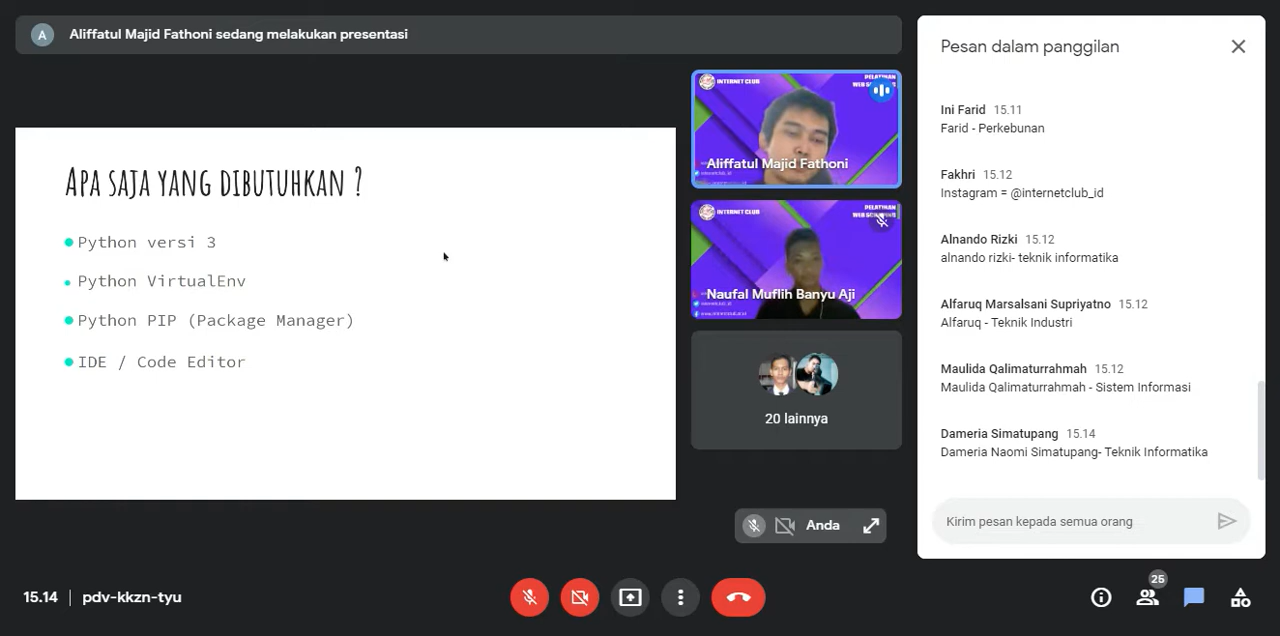 A
Aliffatul Majid Fathoni sedang melakukan presentasi
APA SAJA YANG DIBUTUHKAN ?
Python versi 3
Python VirtualEnv
Python PIP (Package Manager)
IDE / Code Editor
INTERNET CLUB
PELATIHAN
Aliffatul Majid Fathoni
INTERNET CLUB
PELATIHAN
Naufal Muflih Banyu Aji
20 lainnya
Anda
Pesan dalam panggilan
Ini Farid 15.11
Farid - Perkebunan
Fakhri 15.12
Instagram = @internetclub_id
Alnando Rizki 15.12
alnando rizki- teknik informatika
Alfaruq Marsalsani Supriyatno 15.12
Alfaruq - Teknik Industri
Maulida Qalimaturrahmah 15.12
Maulida Qalimaturrahmah - Sistem Informasi
Dameria Simatupang 15.14
Dameria Naomi Simatupang- Teknik Informatika
Kirim pesan kepada semua orang
15.14 | pdv-kkzn-tyu
25